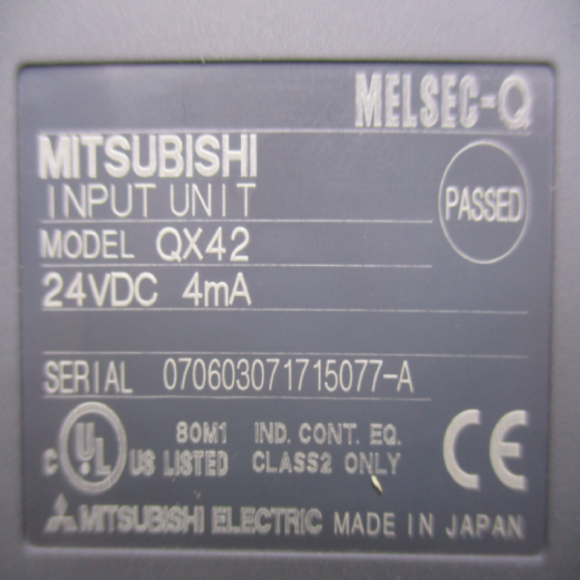 MELSEC-Q
MITSUBISHI
INPUT UNIT
PASSED
MODEL QX42
24VDC 4mA
SERIAL 070603071715077-A
C UL US LISTED 80M1 IND. CONT. EQ.
CLASS2 ONLY
CE
MITSUBISHI ELECTRIC MADE IN JAPAN